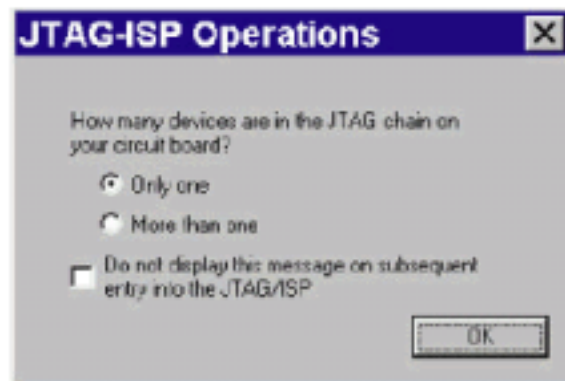 JTAG-ISP Operations
How many devices are in the JTAG chain on
your circuit board?
Only one
More than one
Do not display this message on subsequent
entry into the JTAG/ISP
OK